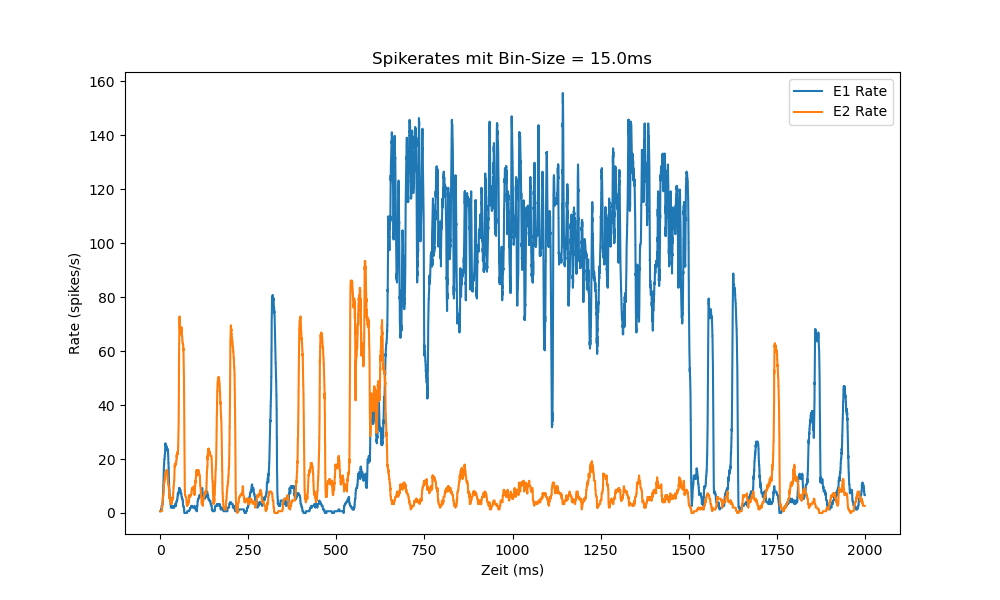 Spikerates mit Bin-Size = 15.0ms
E1 Rate
E2 Rate
Rate (spikes/s)
160
140
120
100
80
60
40
20
0
0 250 500 750 1000 1250 1500 1750 2000
Zeit (ms)